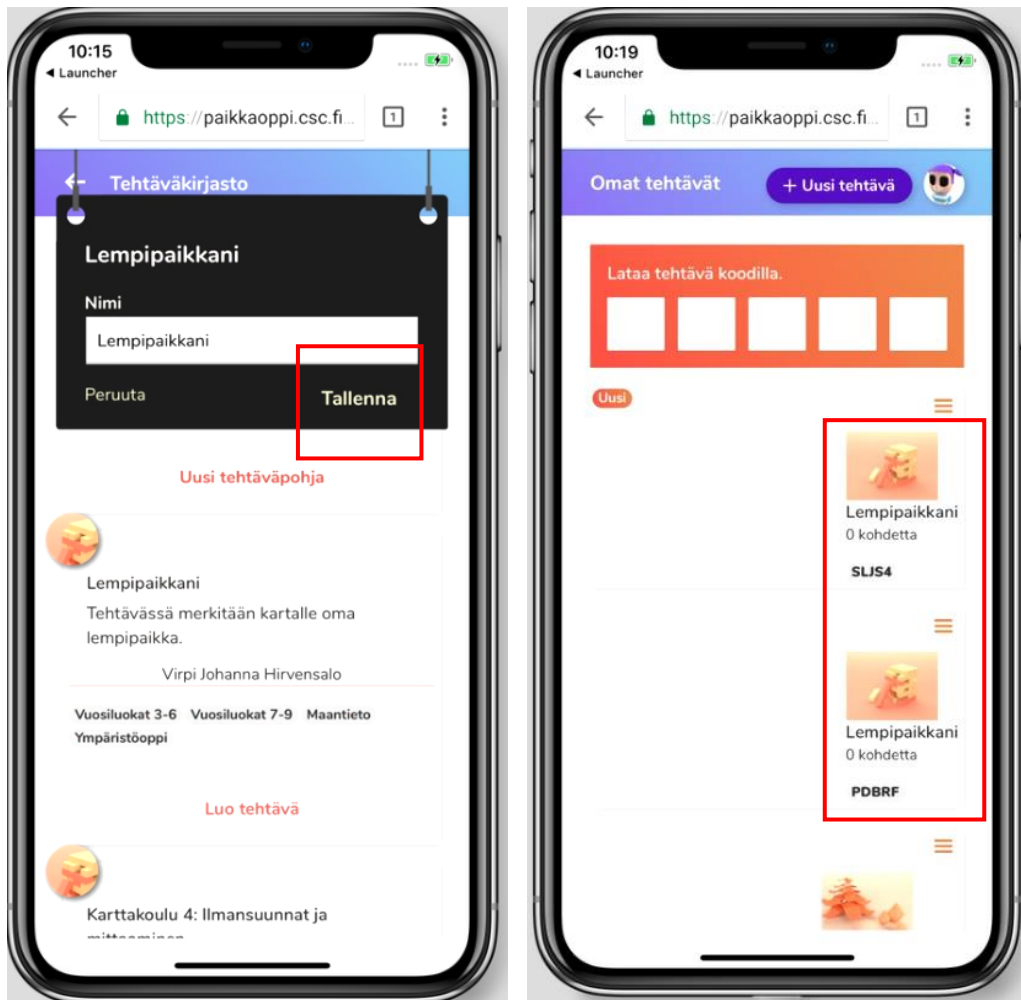 10:15
Launcher
https://paikkaoppi.csc.fi...
1
Tehtäväkirjasto
Lempipaikkani
Nimi
Lempipaikkani
Peruuta
Tallenna
Uusi tehtäväpohja
Lempipaikkani
Tehtävässä merkitään kartalle oma
lempipaikka.
Virpi Johanna Hirvensalo
Vuosiluokat 3-6 Vuosiluokat 7-9 Maantieto
Ympäristöoppi
Luo tehtävä
Karttakoulu 4: Ilmansuunnat ja
10:19
Launcher
https://paikkaoppi.csc.fi...
1
Omat tehtävät
+ Uusi tehtävä
Lataa tehtävä koodilla.
Uusi
Lempipaikkani
0 kohdetta
SLJS4
Lempipaikkani
0 kohdetta
PDBRF